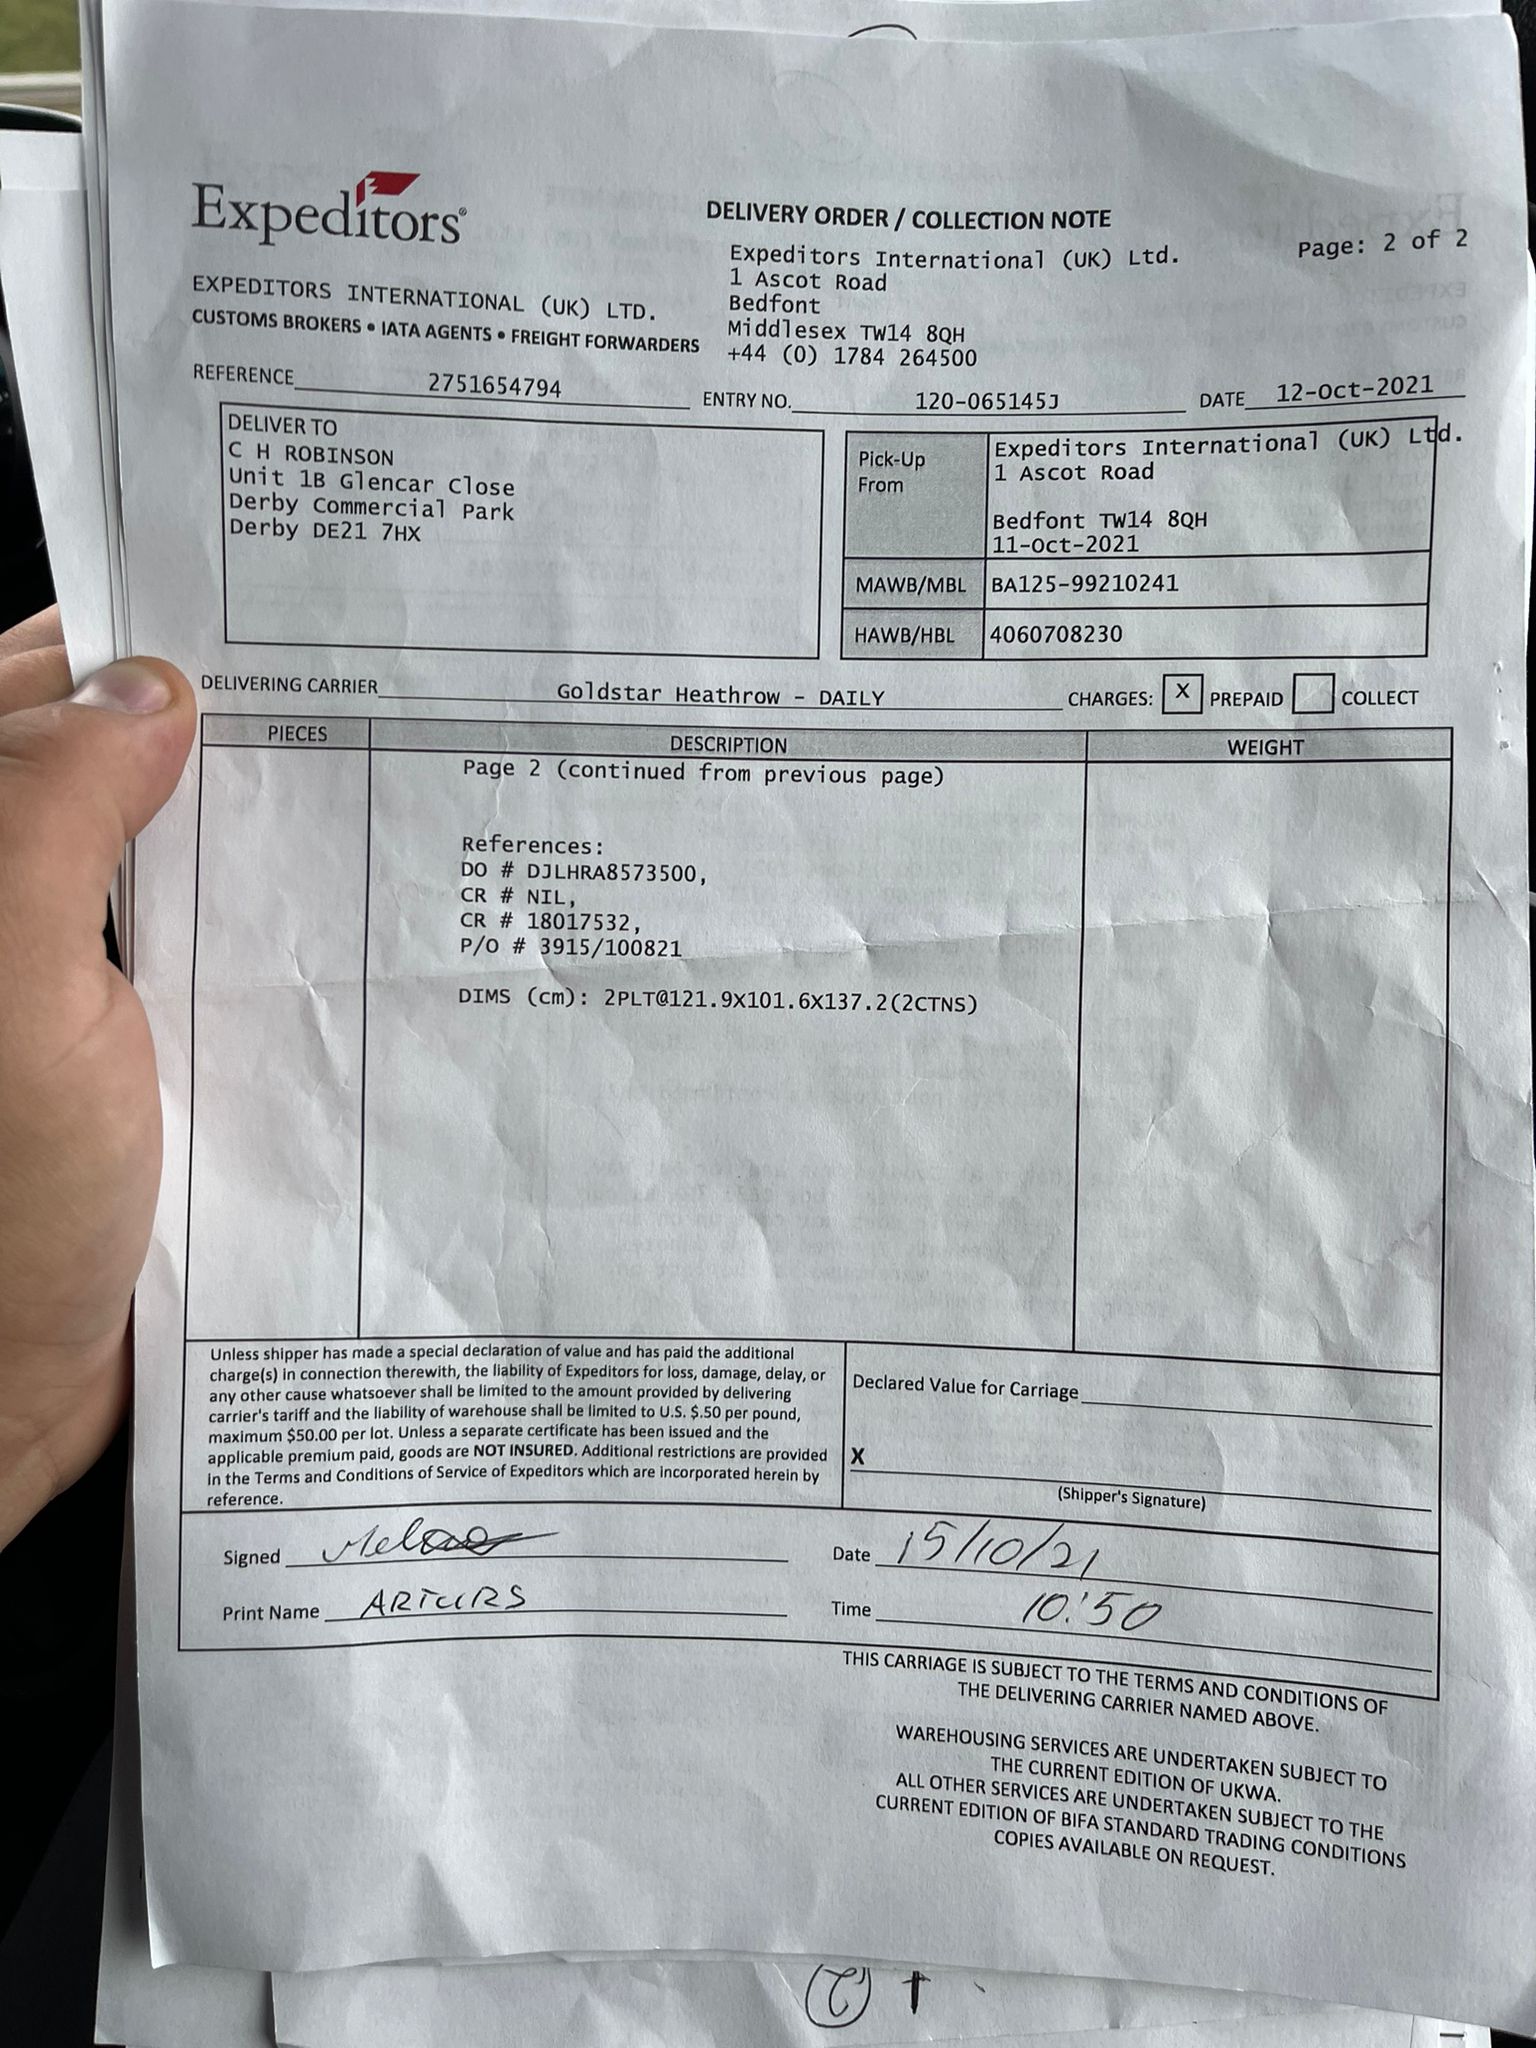 Expeditors®
DELIVERY ORDER / COLLECTION NOTE
Page: 2 of 2
Expeditors International (UK) Ltd.
1 Ascot Road
Bedfont
Middlesex TW14 8QH
+44 (0) 1784 264500
EXPEDITORS INTERNATIONAL (UK) LTD.
CUSTOMS BROKERS • IATA AGENTS • FREIGHT FORWARDERS
REFERENCE 2751654794 ENTRY NO. 120-065145J DATE 12-Oct-2021
DELIVER TO
C H ROBINSON
Unit 1B Glencar Close
Derby Commercial Park
Derby DE21 7HX
Pick-Up From
Expeditors International (UK) Ltd.
1 Ascot Road
Bedfont TW14 8QH
11-Oct-2021
MAWB/MBL BA125-99210241
HAWB/HBL 4060708230
DELIVERING CARRIER Goldstar Heathrow - DAILY CHARGES: X PREPAID COLLECT
PIECES DESCRIPTION WEIGHT
Page 2 (continued from previous page)
References:
DO # DJLHRA8573500,
CR # NIL,
CR # 18017532,
P/O # 3915/100821
DIMS (cm): 2PLT@121.9X101.6X137.2(2CTNS)
Unless shipper has made a special declaration of value and has paid the additional
charge(s) in connection therewith, the liability of Expeditors for loss, damage, delay, or
any other cause whatsoever shall be limited to the amount provided by delivering
carrier's tariff and the liability of warehouse shall be limited to U.S. $.50 per pound,
maximum $50.00 per lot. Unless a separate certificate has been issued and the
applicable premium paid, goods are NOT INSURED. Additional restrictions are provided
in the Terms and Conditions of Service of Expeditors which are incorporated herein by
reference.
Declared Value for Carriage
X
(Shipper's Signature)
Signed
Date 15/10/21
Print Name ARTURS
Time 10:50
THIS CARRIAGE IS SUBJECT TO THE TERMS AND CONDITIONS OF
THE DELIVERING CARRIER NAMED ABOVE.
WAREHOUSING SERVICES ARE UNDERTAKEN SUBJECT TO
THE CURRENT EDITION OF UKWA.
ALL OTHER SERVICES ARE UNDERTAKEN SUBJECT TO THE
CURRENT EDITION OF BIFA STANDARD TRADING CONDITIONS
COPIES AVAILABLE ON REQUEST.